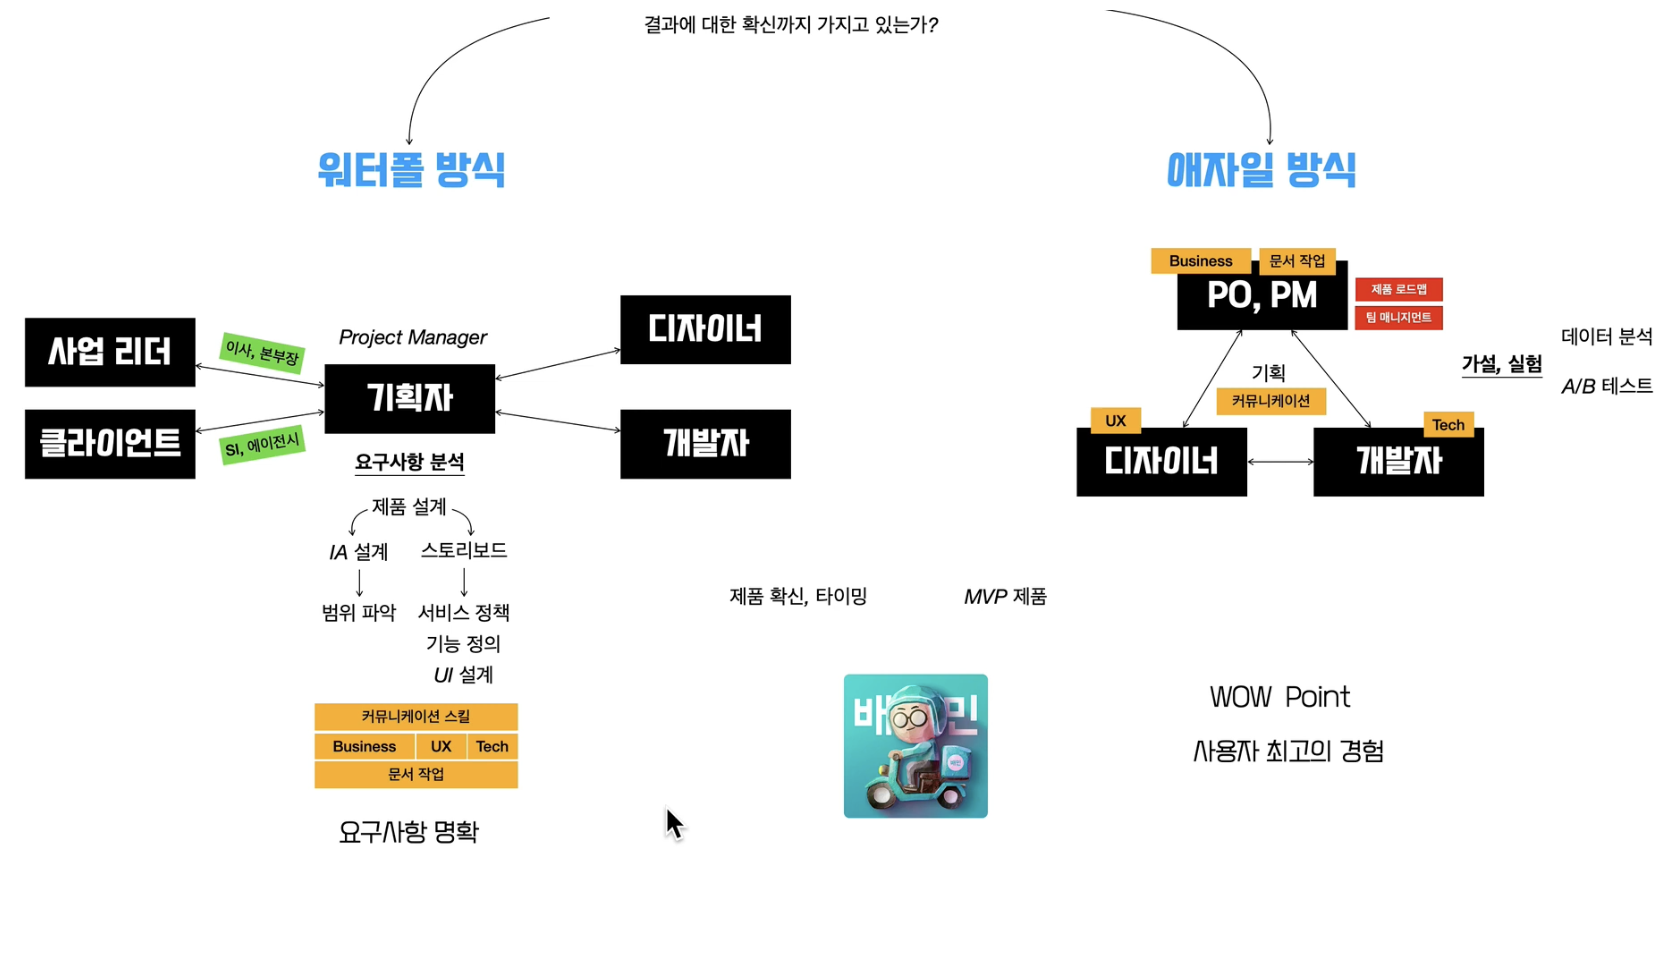 결과에 대한 확신까지 가지고 있는가?
워터폴 방식
사업 리더
클라이언트
이사, 본부장
SI, 에이전시
Project Manager
기획자
요구사항 분석
디자이너
개발자
제품 설계
IA 설계
스토리보드
범위 파악
서비스 정책
기능 정의
UI 설계
커뮤니케이션 스킬
Business
UX
Tech
문서 작업
요구사항 명확
제품 확신, 타이밍
MVP 제품
배민
배민
애자일 방식
Business
문서 작업
PO, PM
제품 로드맵
팀 매니지먼트
기획
커뮤니케이션
UX
디자이너
Tech
개발자
가설, 실험
데이터 분석
A/B 테스트
WOW Point
사용자 최고의 경험